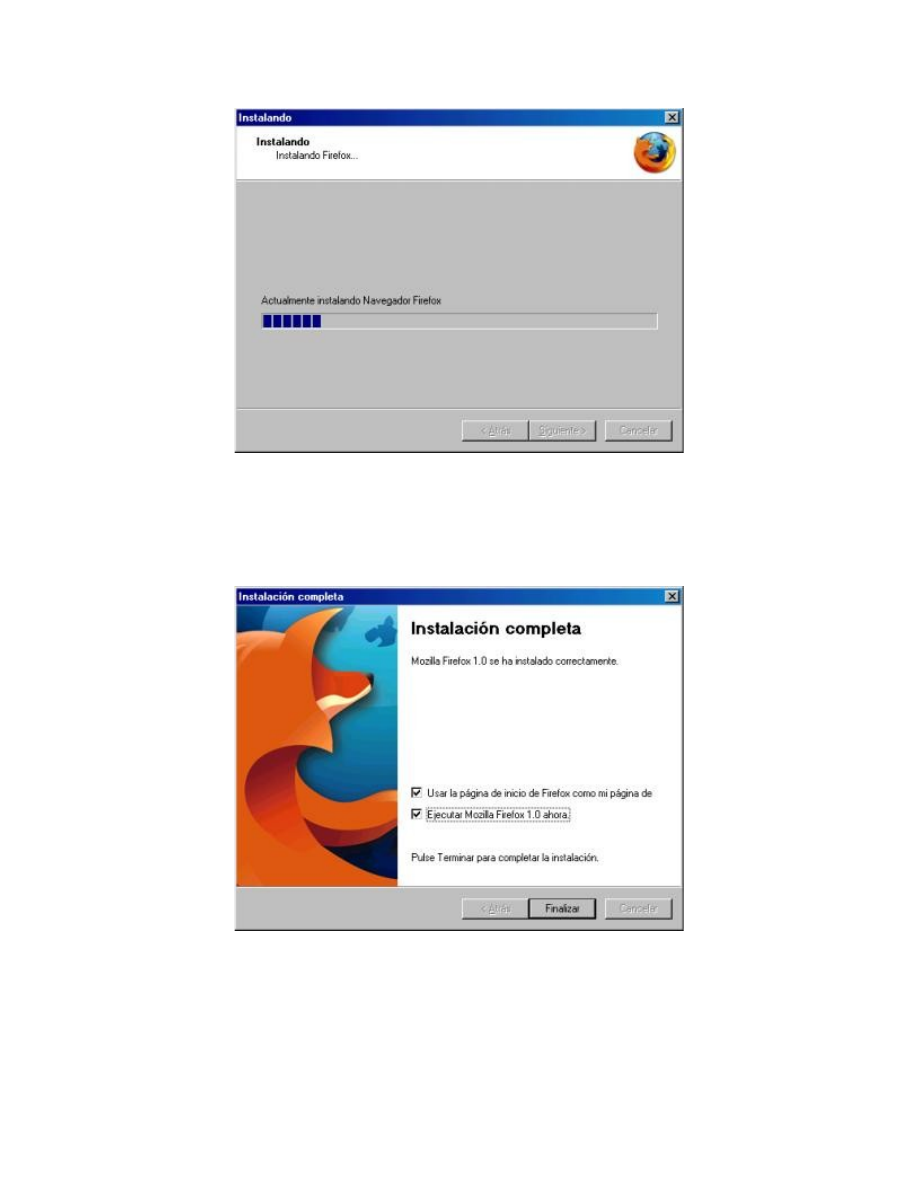 Instalando
Instalando
Instalando Firefox...
Actualmente instalando Navegador Firefox
< Atrás
Siguiente >
Cancelar
Instalación completa
Instalación completa
Mozilla Firefox 1.0 se ha instalado correctamente.
Usar la página de inicio de Firefox como mi página de
Ejecutar Mozilla Firefox 1.0 ahora.
Pulse Terminar para completar la instalación.
< Atrás
Finalizar
Cancelar